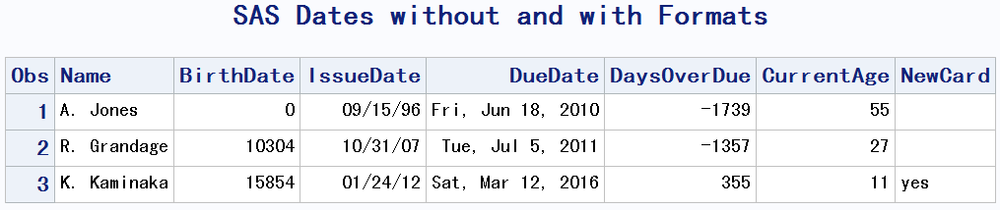 SAS Dates without and with Formats
Obs Name BirthDate IssueDate DueDate DaysOverDue CurrentAge NewCard
1 A. Jones 0 09/15/96 Fri, Jun 18, 2010 -1739 55
2 R. Grandage 10304 10/31/07 Tue, Jul 5, 2011 -1357 27
3 K. Kaminaka 15854 01/24/12 Sat, Mar 12, 2016 355 11 yes